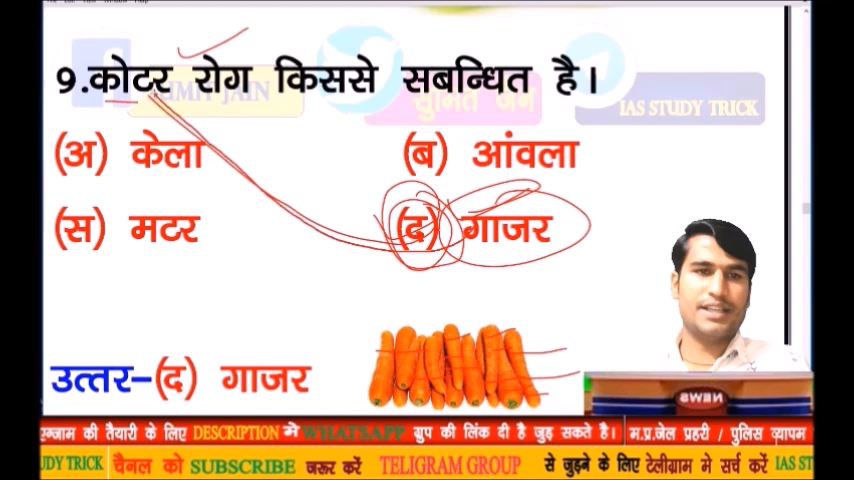 9.कोटर रोग किससे सबन्धित है।
SUMIT JAIN
सुमित जैन
IAS STUDY TRICK
(अ) केला
(ब) आंवला
(स) मटर
(द) गाजर
उत्तर-(द) गाजर
NEWS
एग्जाम की तैयारी के लिए DESCRIPTION मे WHATSAPP ग्रुप की लिंक दी है जुड़ सकते है। म.प्र.जेल प्रहरी / पुलिस व्यापम
UDY TRICK चैनल को SUBSCRIBE जरूर करें TELIGRAM GROUP से जुड़ने के लिए टेलीग्राम मे सर्च करें IAS ST